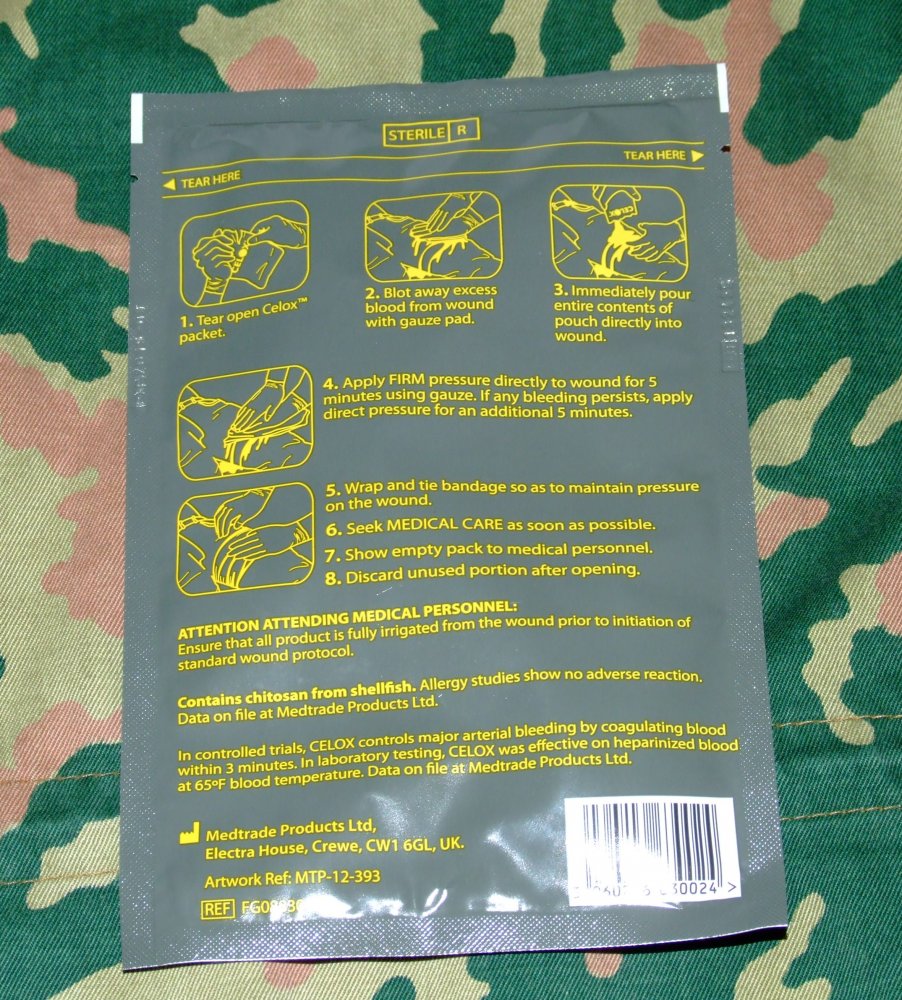 STERILE R
TEAR HERE
TEAR HERE
CELOX
1. Tear open Celox™
packet.
2. Blot away excess
blood from wound
with gauze pad.
3. Immediately pour
entire contents of
pouch directly into
wound.
4. Apply FIRM pressure directly to wound for 5
minutes using gauze. If any bleeding persists, apply
direct pressure for an additional 5 minutes.
5. Wrap and tie bandage so as to maintain pressure
on the wound.
6. Seek MEDICAL CARE as soon as possible.
7. Show empty pack to medical personnel.
8. Discard unused portion after opening.
ATTENTION ATTENDING MEDICAL PERSONNEL:
Ensure that all product is fully irrigated from the wound prior to initiation of
standard wound protocol.
Contains chitosan from shellfish. Allergy studies show no adverse reaction.
Data on file at Medtrade Products Ltd.
In controlled trials, CELOX controls major arterial bleeding by coagulating blood
within 3 minutes. In laboratory testing, CELOX was effective on heparinized blood
at 65ºF blood temperature. Data on file at Medtrade Products Ltd.
Medtrade Products Ltd,
Electra House, Crewe, CW1 6GL, UK.
Artwork Ref: MTP-12-393
REF